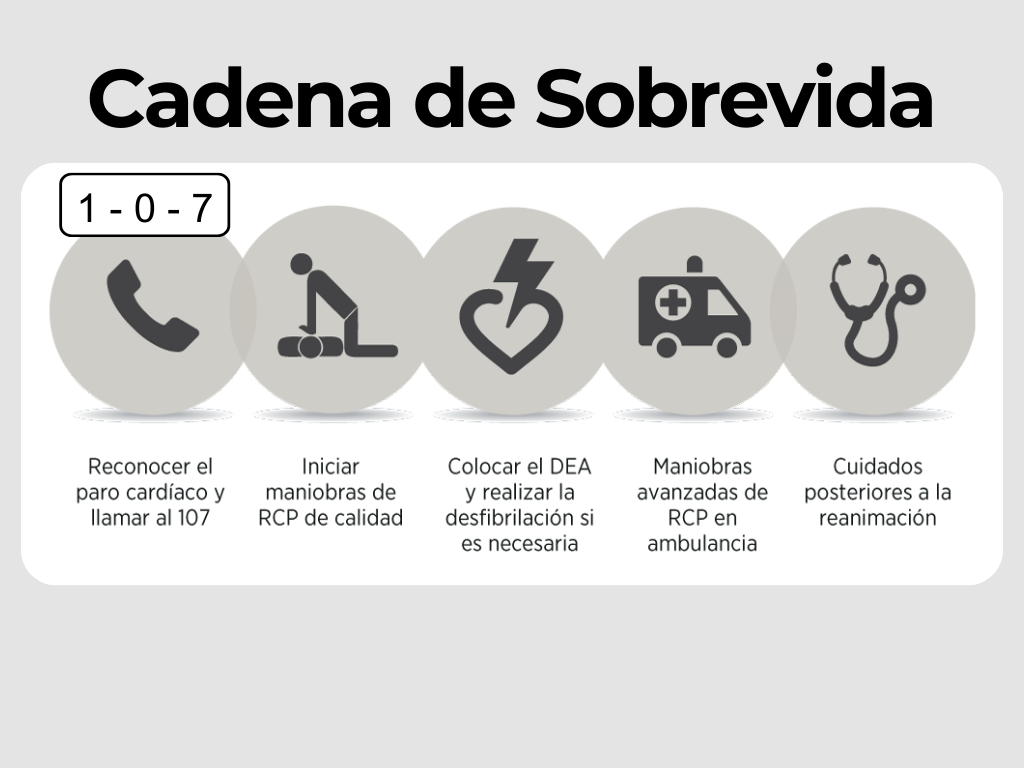 Cadena de Sobrevida
1 - 0 - 7
Reconocer el
paro cardíaco y
llamar al 107
Iniciar
maniobras de
RCP de calidad
Colocar el DEA
y realizar la
desfibrilación si
es necesaria
Maniobras
avanzadas de
RCP en
ambulancia
Cuidados
posteriores a la
reanimación